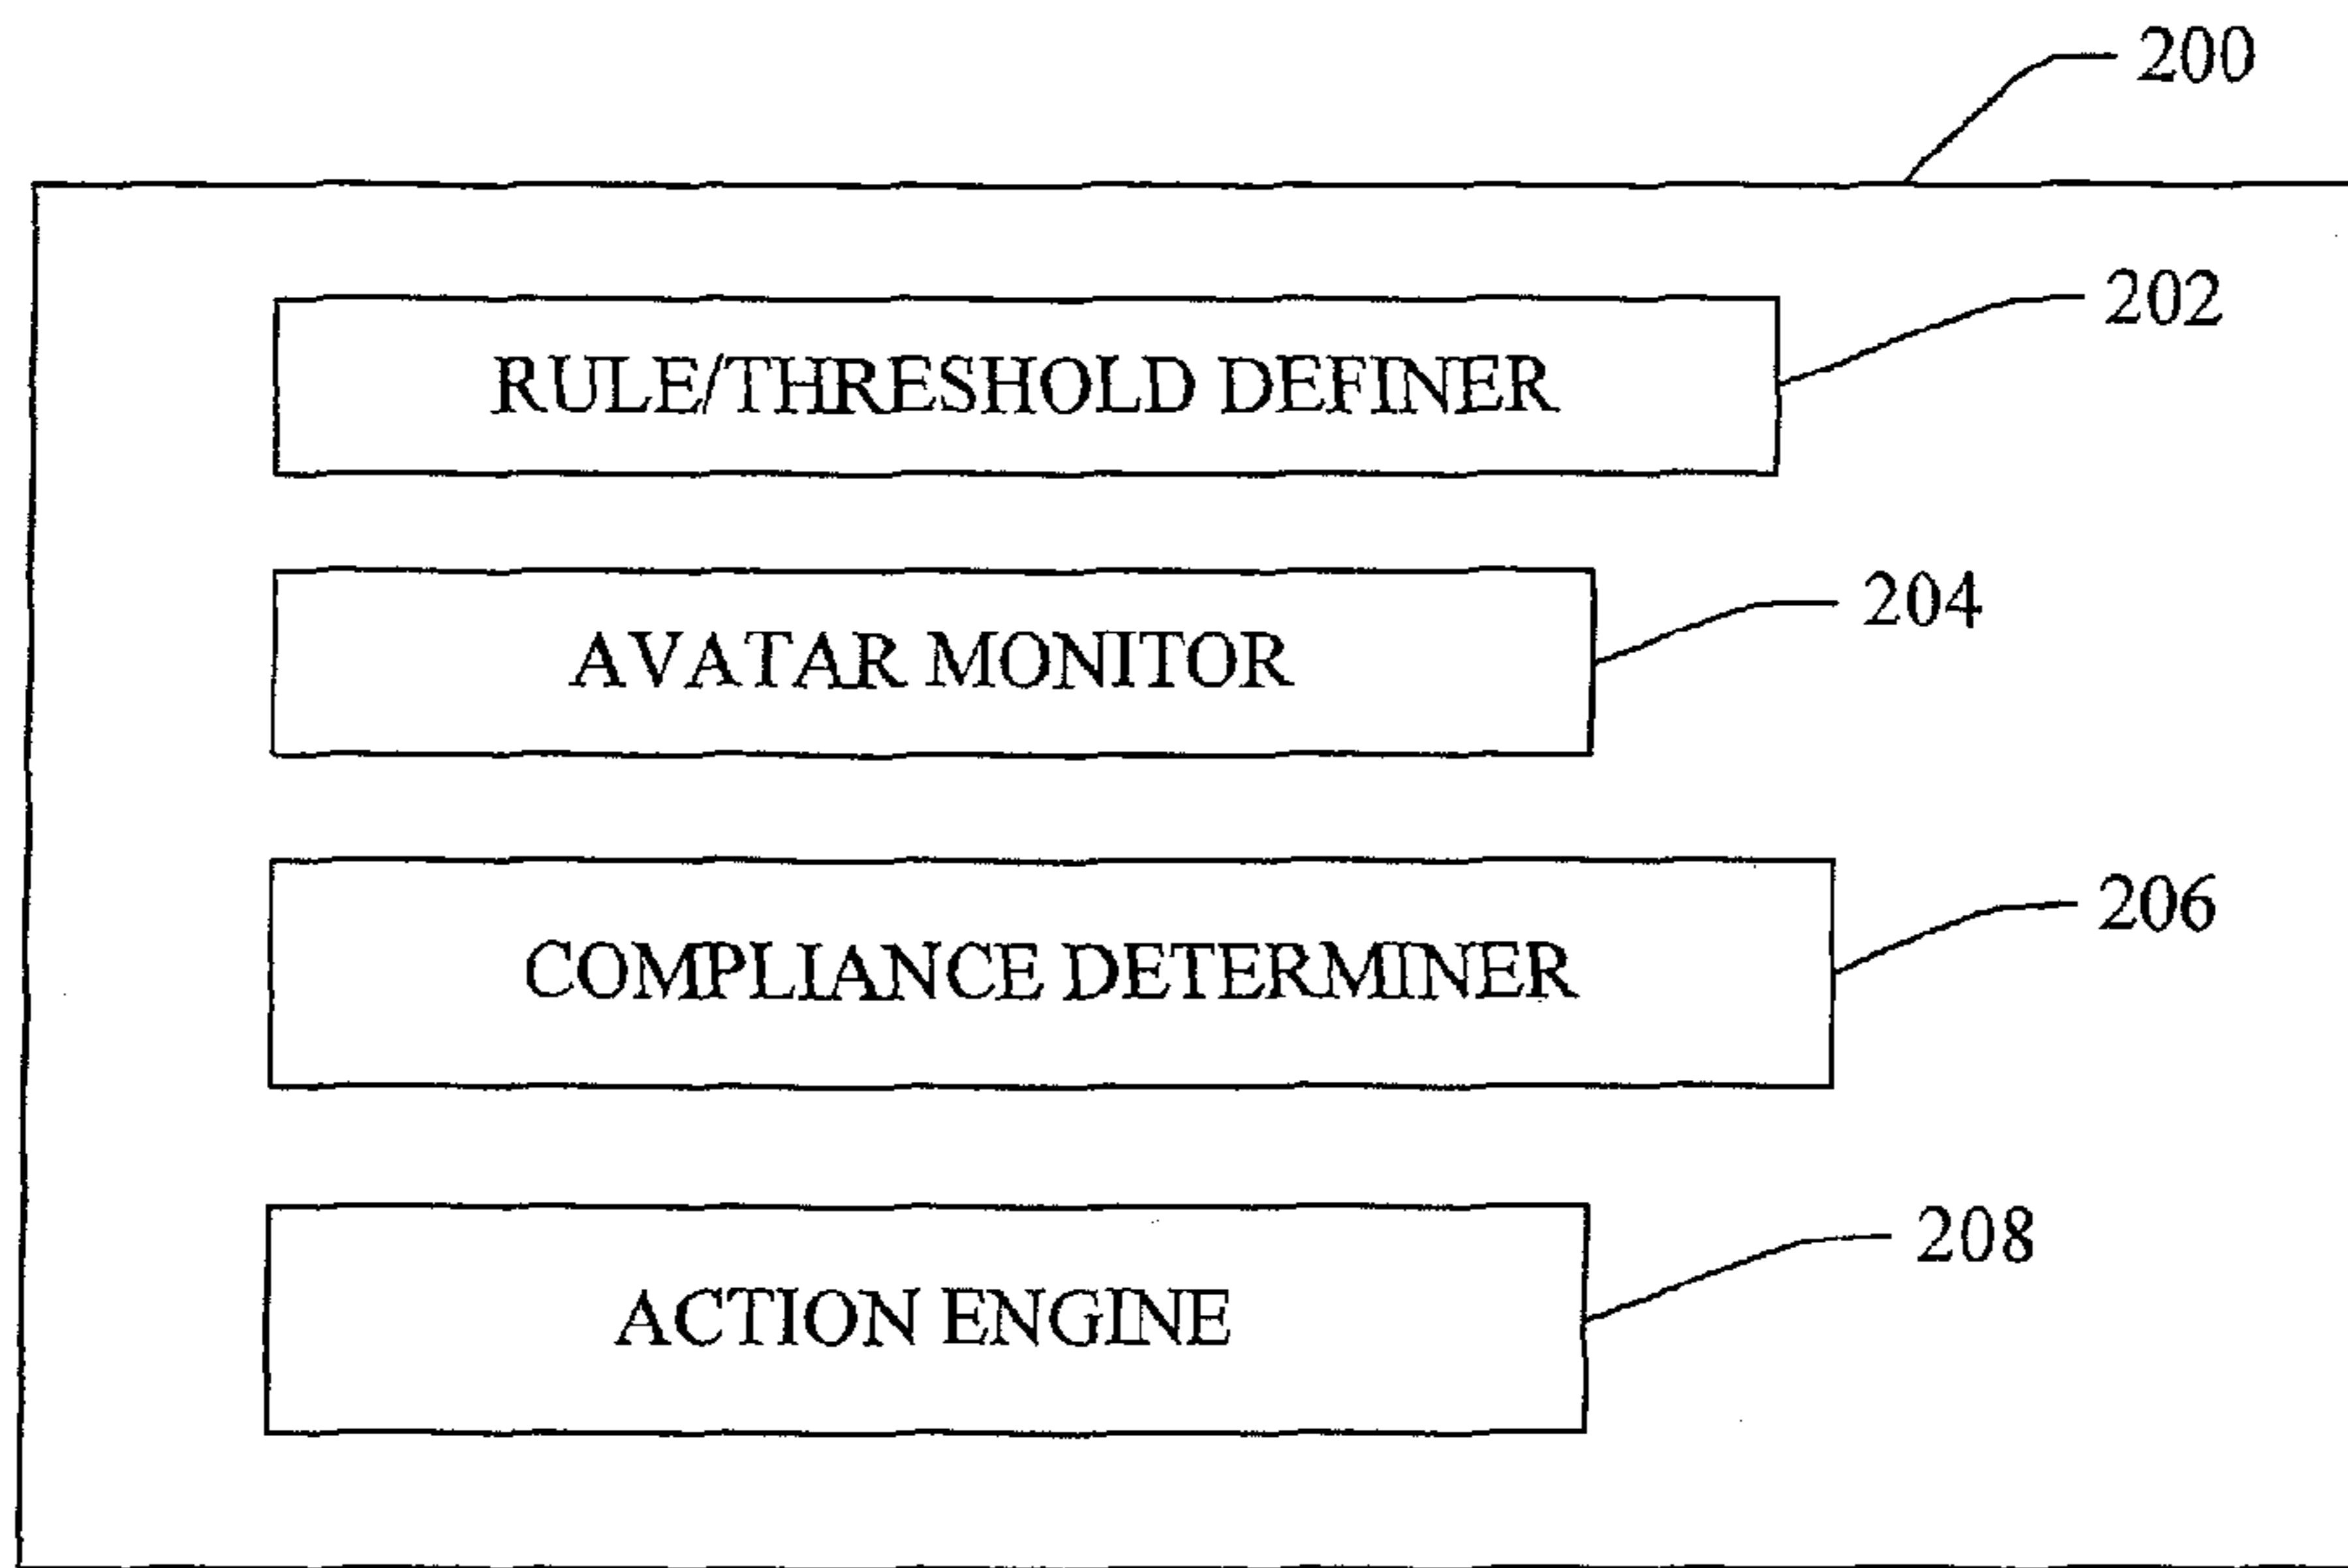 200
RULE/THRESHOLD DEFINER
202
AVATAR MONITOR
204
COMPLIANCE DETERMINER
206
ACTION ENGINE
208